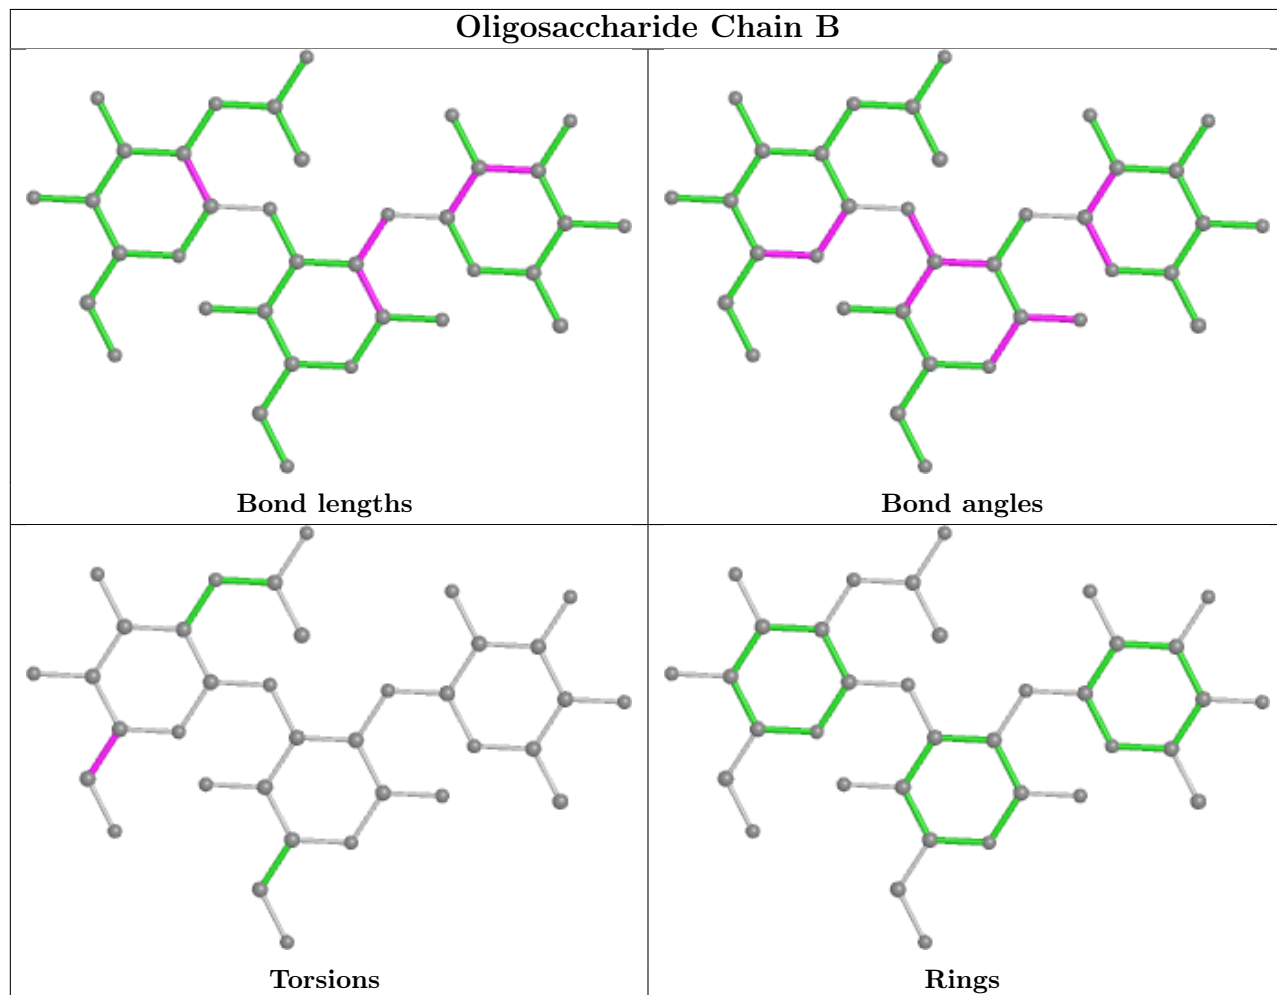 Oligosaccharide Chain B
Bond lengths
Bond angles
Torsions
Rings